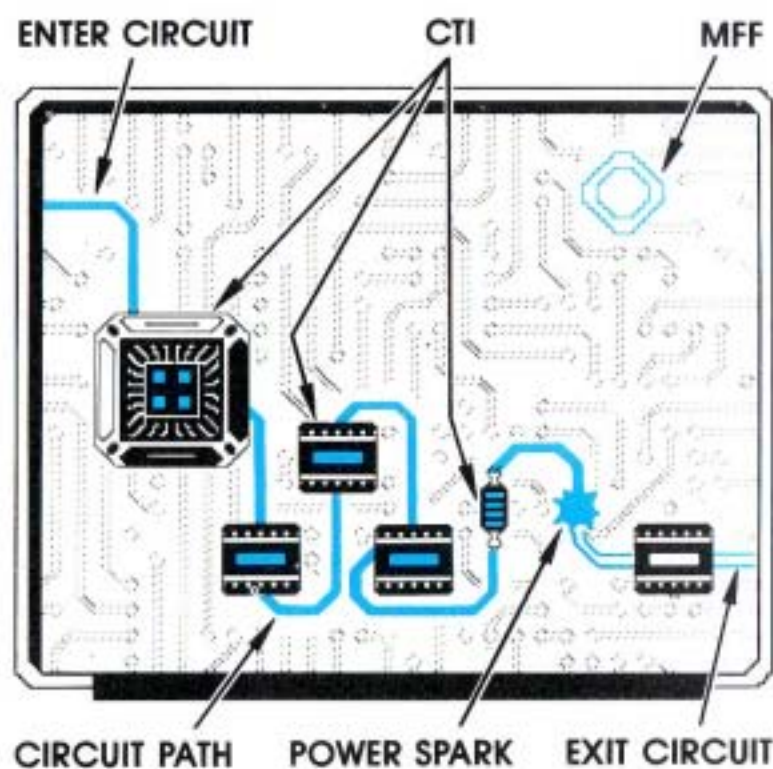 ENTER CIRCUIT
CTI
MFF
CIRCUIT PATH
POWER SPARK
EXIT CIRCUIT